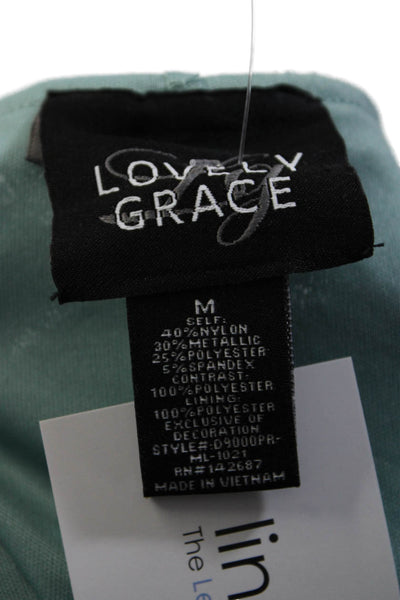 LOVELY
GRACE
M
SELF:
40%NYLON
30%METALLIC
25%POLYESTER
5%SPANDEX
CONTRAST:
100%POLYESTER
LINING:
100%POLYESTER
EXCLUSIVE OF
DECORATION
STYLE#:D9000PR-
ML-1021
RN#142687
MADE IN VIETNAM
lin
The Le